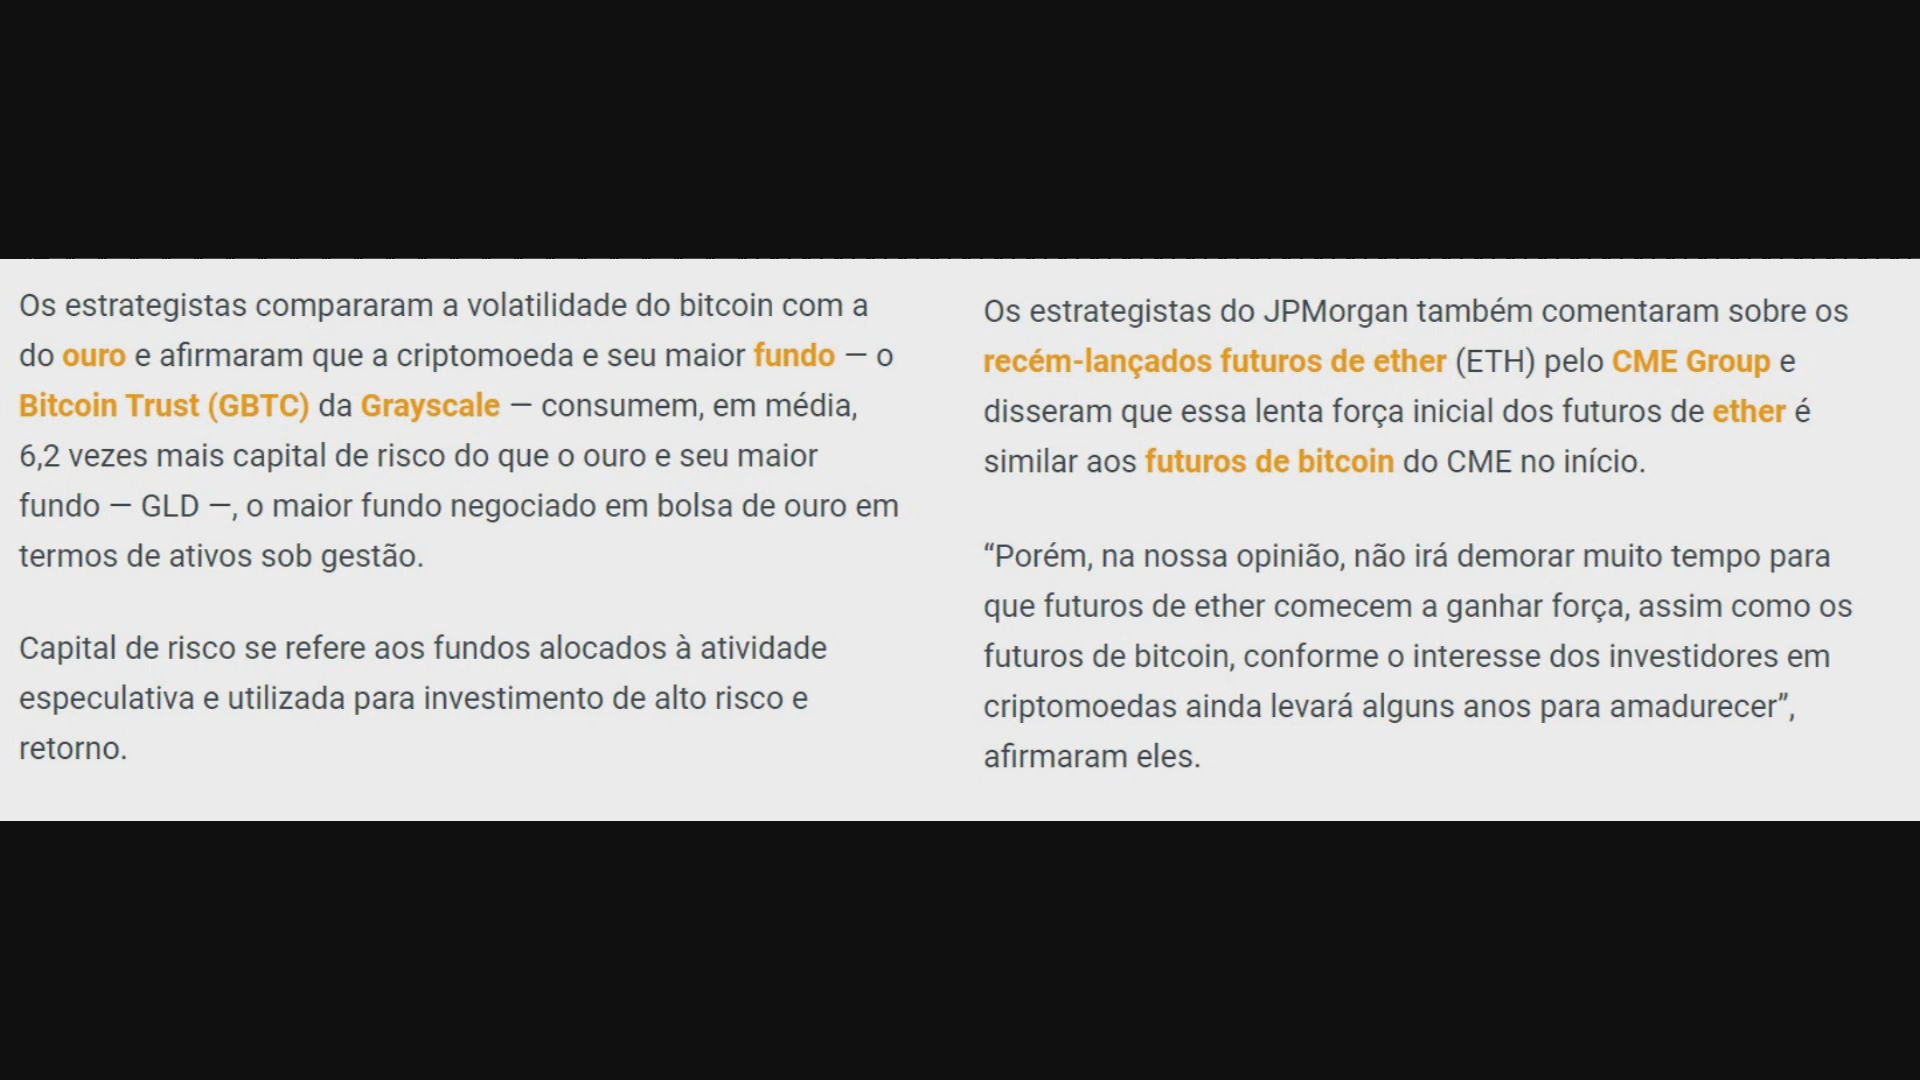 Os estrategistas compararam a volatilidade do bitcoin com a
do ouro e afirmaram que a criptomoeda e seu maior fundo — o
Bitcoin Trust (GBTC) da Grayscale — consumem, em média,
6,2 vezes mais capital de risco do que o ouro e seu maior
fundo — GLD —, o maior fundo negociado em bolsa de ouro em
termos de ativos sob gestão.
Capital de risco se refere aos fundos alocados à atividade
especulativa e utilizada para investimento de alto risco e
retorno.
Os estrategistas do JPMorgan também comentaram sobre os
recém-lançados futuros de ether (ETH) pelo CME Group e
disseram que essa lenta força inicial dos futuros de ether é
similar aos futuros de bitcoin do CME no início.
“Porém, na nossa opinião, não irá demorar muito tempo para
que futuros de ether comecem a ganhar força, assim como os
futuros de bitcoin, conforme o interesse dos investidores em
criptomoedas ainda levará alguns anos para amadurecer”,
afirmaram eles.